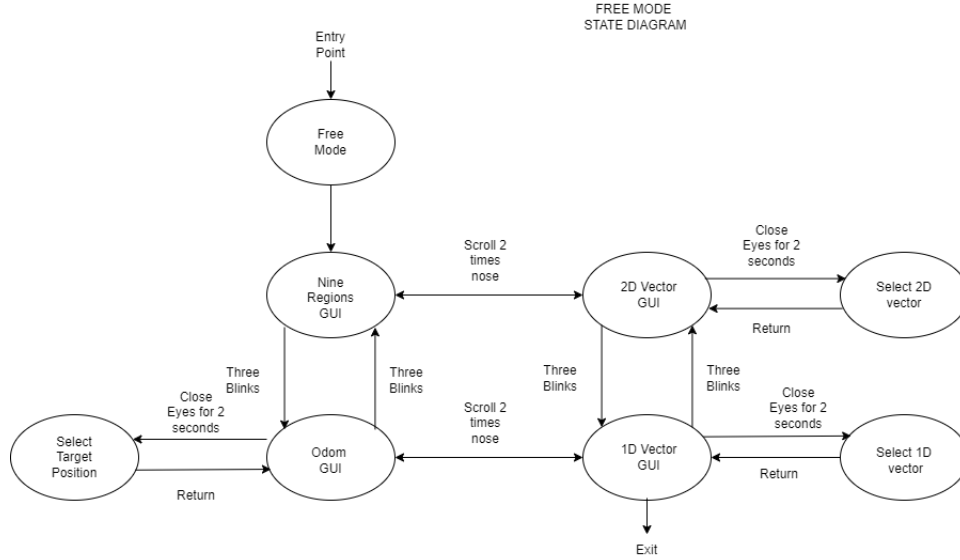 FREE MODE
STATE DIAGRAM
Entry
Point
Free
Mode
Nine
Regions
GUI
Scroll 2
times
nose
2D Vector
GUI
Close
Eyes for 2
seconds
Return
Select 2D
vector
Three
Blinks
Three
Blinks
Three
Blinks
Three
Blinks
Select
Target
Position
Close
Eyes for 2
seconds
Return
Odom
GUI
Scroll 2
times
nose
1D Vector
GUI
Close
Eyes for 2
seconds
Return
Select 1D
vector
Exit